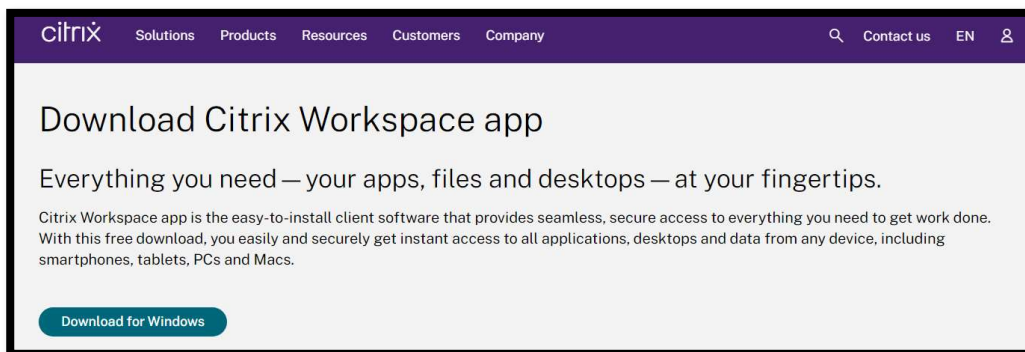 citrix Solutions Products Resources Customers Company Contact us EN
Download Citrix Workspace app
Everything you need — your apps, files and desktops — at your fingertips.
Citrix Workspace app is the easy-to-install client software that provides seamless, secure access to everything you need to get work done.
With this free download, you easily and securely get instant access to all applications, desktops and data from any device, including
smartphones, tablets, PCs and Macs.
Download for Windows